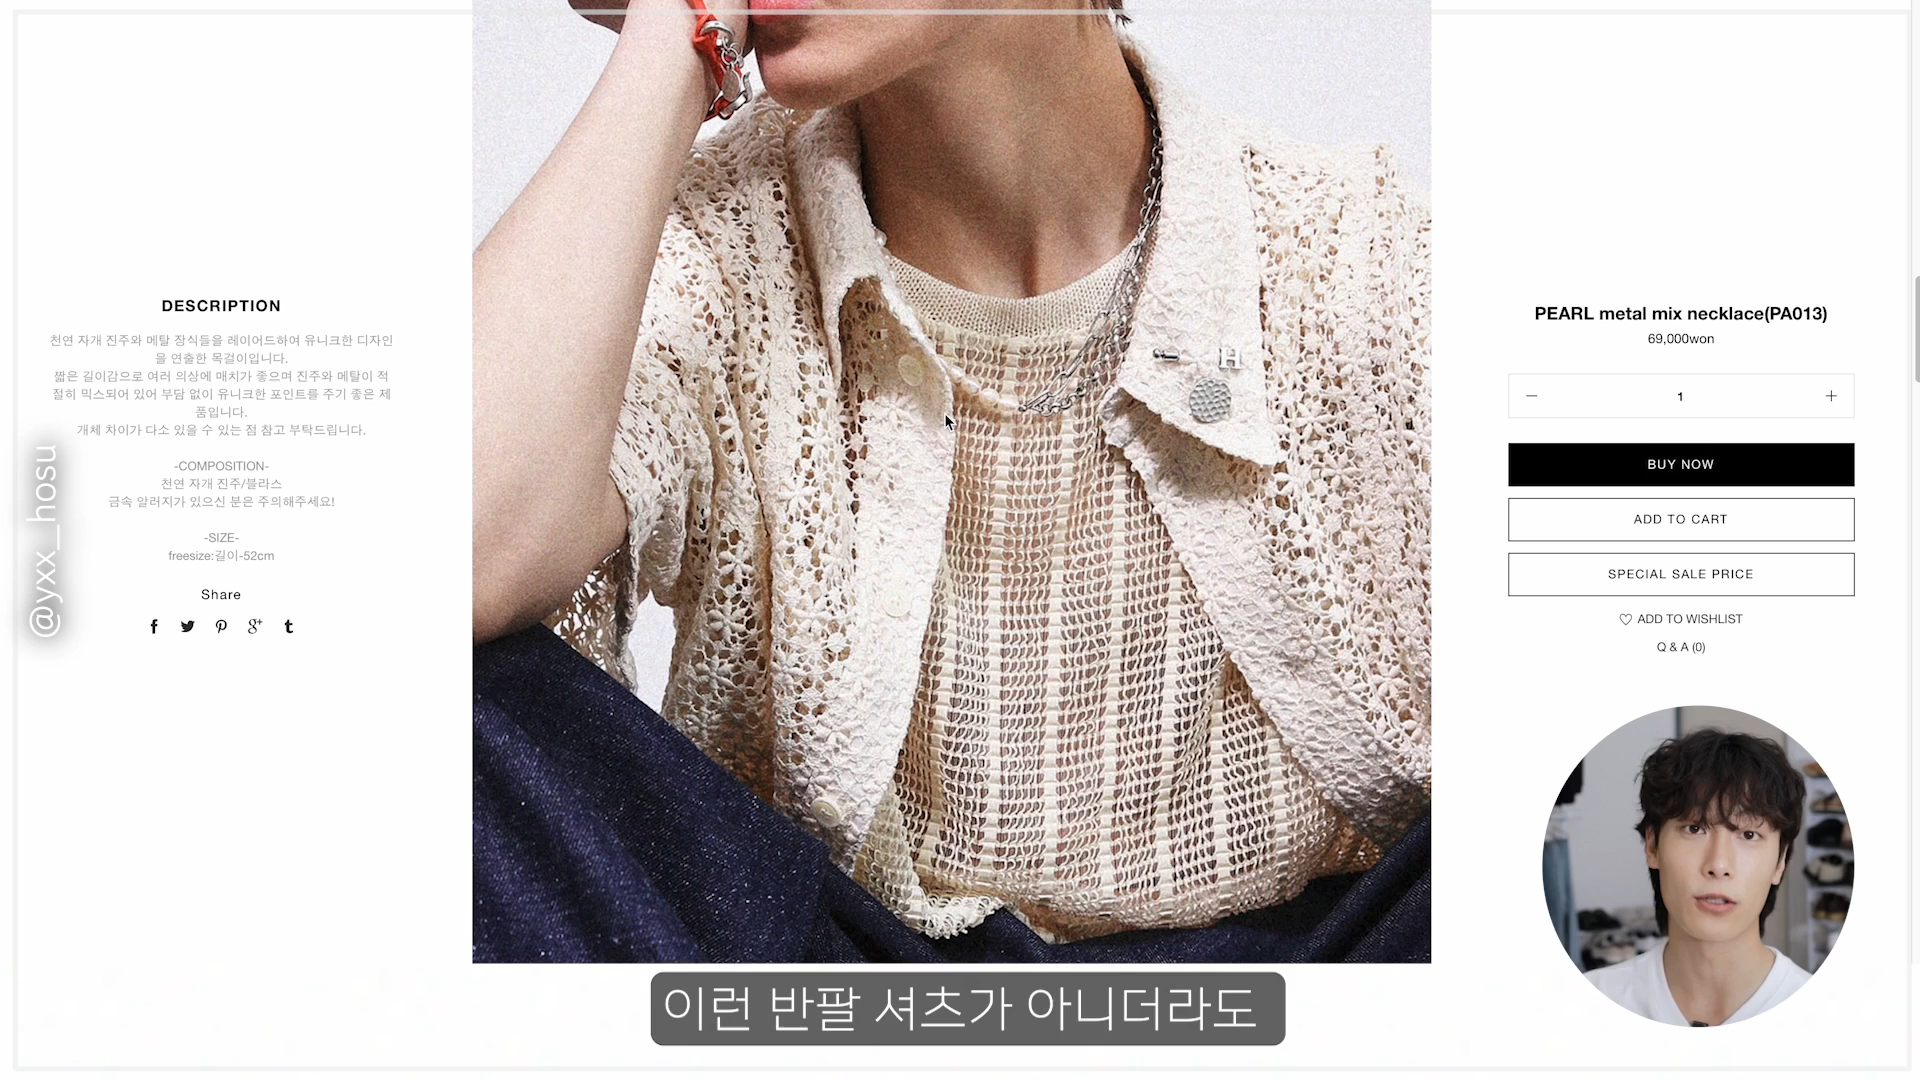 DESCRIPTION
천연 자개 진주와 메탈 장식들을 레이어드하여 유니크한 디자인
을 연출한 목걸이입니다.
짧은 길이감으로 여러 의상에 매치가 좋으며 진주와 메탈이 적
절히 믹스되어 있어 부담 없이 유니크한 포인트를 주기 좋은 제
품입니다.
개체 차이가 다소 있을 수 있는 점 참고 부탁드립니다.
-COMPOSITION-
천연 자개 진주/블라스
금속 알러지가 있으신 분은 주의해주세요!
-SIZE-
freesize:길이-52cm
Share
@yxx__hosu
H
PEARL metal mix necklace(PA013)
69,000won
1
BUY NOW
ADD TO CART
SPECIAL SALE PRICE
ADD TO WISHLIST
Q & A (0)
이런 반팔 셔츠가 아니더라도